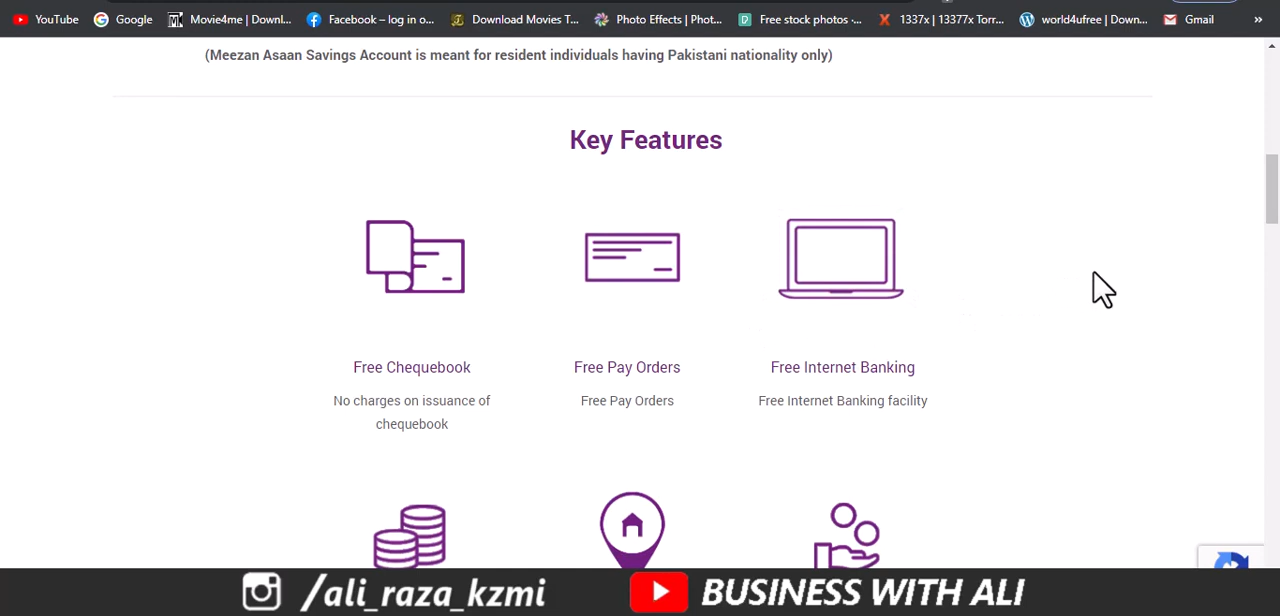 YouTube Google Movie4me | Downl... Facebook – log in o... Download Movies T... Photo Effects | Phot... Free stock photos ·... 1337x | 13377x Torr... world4ufree | Down... Gmail »
(Meezan Asaan Savings Account is meant for resident individuals having Pakistani nationality only)
Key Features
Free Chequebook Free Pay Orders Free Internet Banking
No charges on issuance of Free Pay Orders Free Internet Banking facility
chequebook
/ali_raza_kzmi BUSINESS WITH ALI